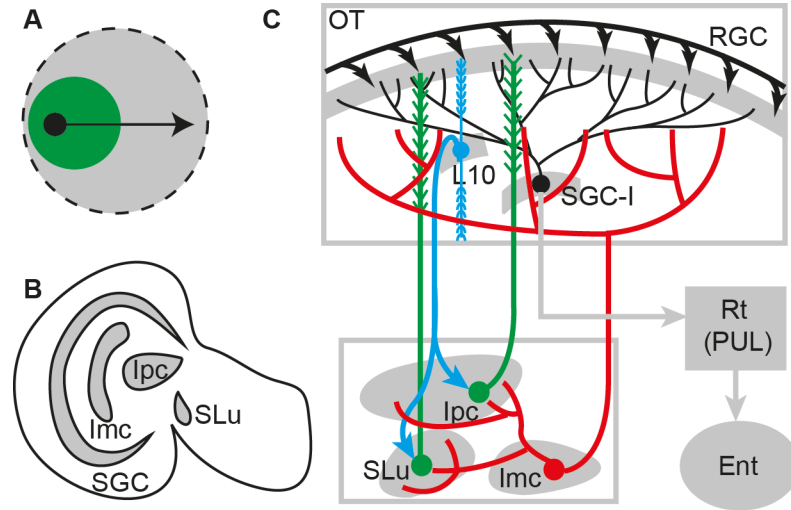 A
B
Ipc
Imc
SLu
SGC
C
OT
RGC
L10
SGC-I
Ipc
SLu
Imc
Rt
(PUL)
Ent